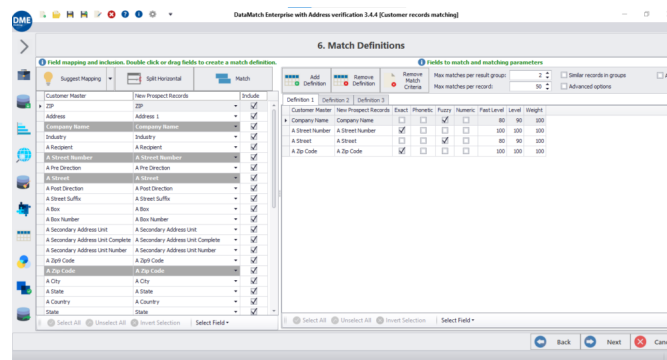 DME
DataMatch Enterprise with Address verification 3.4.4 [Customer records matching]
6. Match Definitions
Field mapping and inclusion. Double click or drag fields to create a match definition.
Fields to match and matching parameters
Suggest Mapping
Split Horizontal
Match
Add Definition
Remove Definition
Remove Match Criteria
Max matches per result group: 2
Max matches per record: 50
Similar records in groups
Advanced options
A
Customer Master New Prospect Records Include
ZIP ZIP
Address Address 1
Company Name Company Name
Industry Industry
A Recipient A Recipient
A Street Number A Street Number
A Pre Direction A Pre Direction
A Street A Street
A Post Direction A Post Direction
A Street Suffix A Street Suffix
A Box A Box
A Box Number A Box Number
A Secondary Address Unit A Secondary Address Unit
A Secondary Address Unit Complete A Secondary Address Unit Complete
A Secondary Address Unit Number A Secondary Address Unit Number
A Zip9 Code A Zip9 Code
A Zip Code A Zip Code
A City A City
A State A State
A Country A Country
State State
Select All Unselect All Invert Selection Select Field
Definition 1 Definition 2 Definition 3
Customer Master New Prospect Records Exact Phonetic Fuzzy Numeric Fast Level Level Weight
Company Name Company Name 80 90 100
A Street Number A Street Number 100 100 100
A Street A Street 80 90 100
A Zip Code A Zip Code 100 100 100
Select All Unselect All Invert Selection Select Field
Back Next Canc